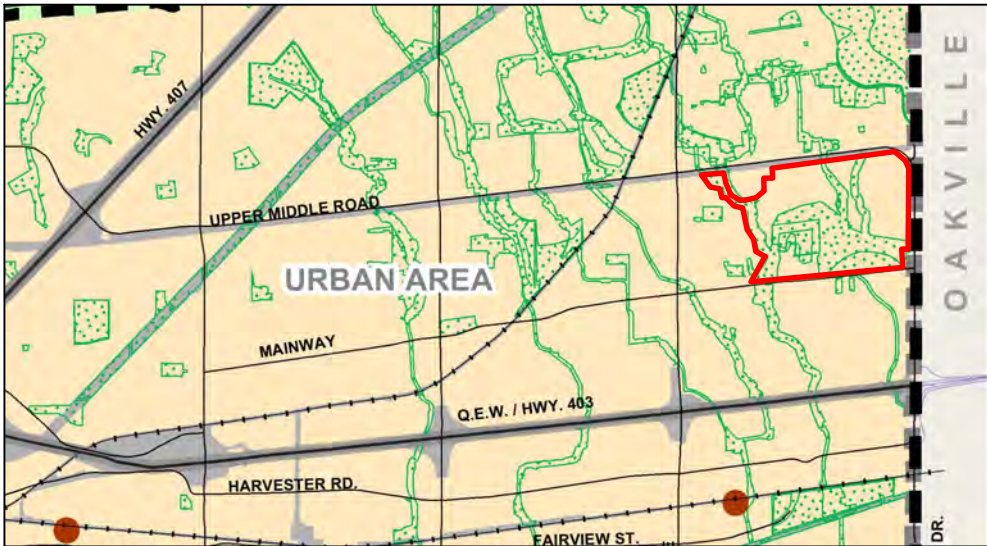 HWY. 407
UPPER MIDDLE ROAD
URBAN AREA
OAKVILLE
MAINWAY
Q.E.W. / HWY. 403
HARVESTER RD.
FAIRVIEW ST.
DR.